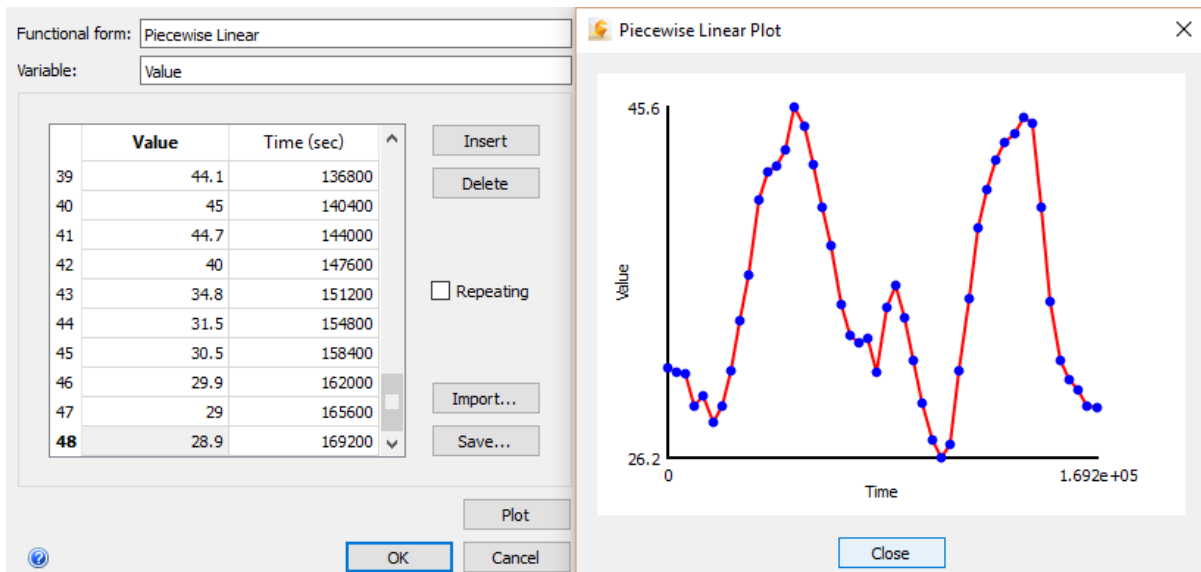 Functional form: Piecewise Linear
Variable: Value
Value Time (sec)
39 44.1 136800
40 45 140400
41 44.7 144000
42 40 147600
43 34.8 151200
44 31.5 154800
45 30.5 158400
46 29.9 162000
47 29 165600
48 28.9 169200
Insert
Delete
Repeating
Import...
Save...
Plot
OK Cancel
Piecewise Linear Plot
45.6
Value
26.2
0 1.692e+05
Time
Close